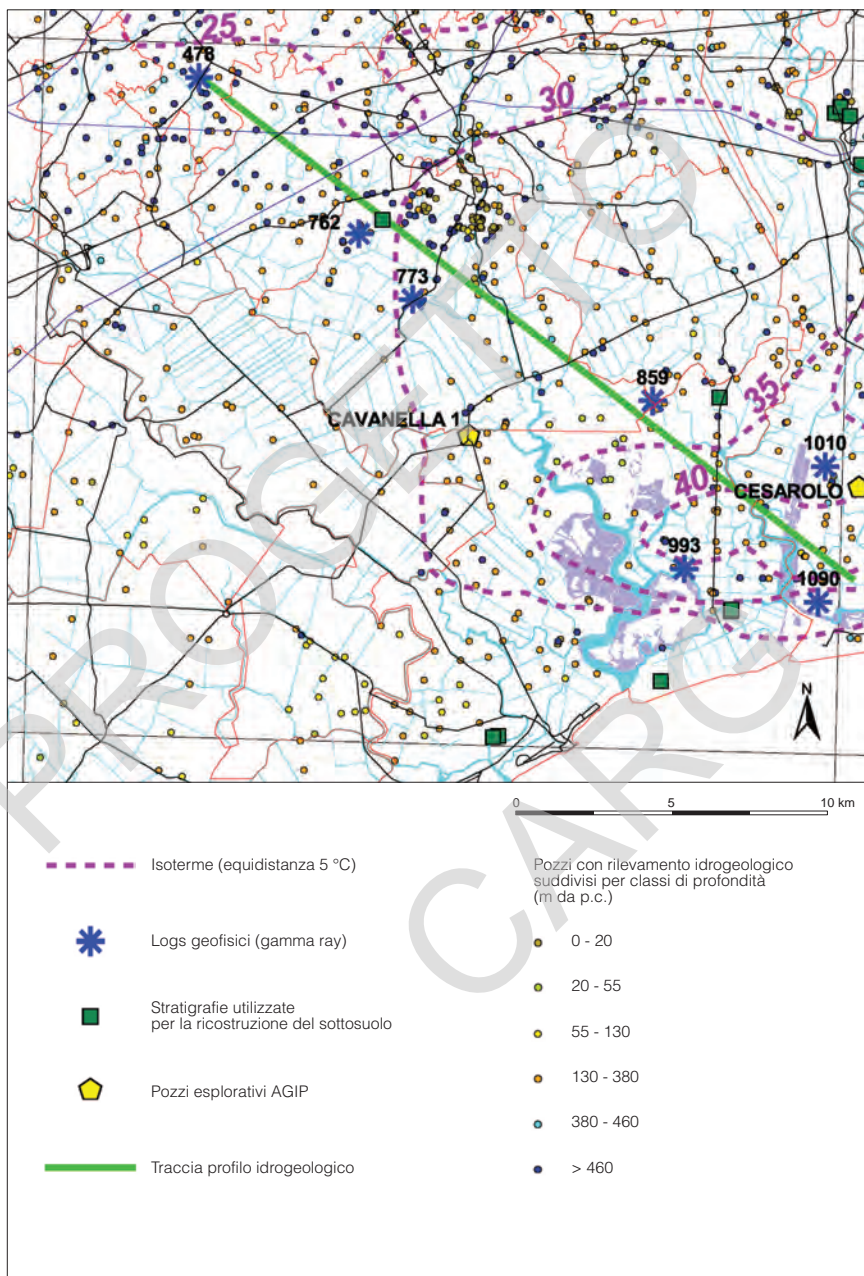 25
478
30
762
773
859
35
CAVANELLA 1
1010
40
CESAROLO
993
1090
N
PROGETTO
CARG
0 5 10 km
Isoterme (equidistanza 5 °C)
Logs geofisici (gamma ray)
Stratigrafie utilizzate
per la ricostruzione del sottosuolo
Pozzi esplorativi AGIP
Traccia profilo idrogeologico
Pozzi con rilevamento idrogeologico
suddivisi per classi di profondità
(m da p.c.)
0 - 20
20 - 55
55 - 130
130 - 380
380 - 460
> 460